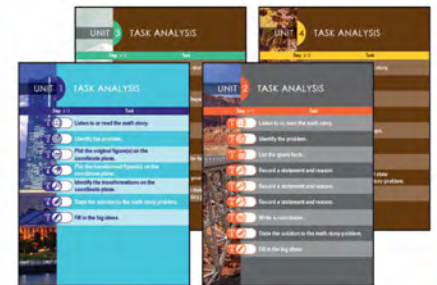 UNIT 3 TASK ANALYSIS
UNIT 4 TASK ANALYSIS
UNIT 1 TASK ANALYSIS
Step Task
Listen to or read the math story.
Identify the problem.
Plot the original figure(s) on the
coordinate plane.
Plot the transformed figure(s) on the
coordinate plane.
Identify the transformations on the
coordinate plane.
State the solution to the math story problem.
Fill in the big ideas.
UNIT 2 TASK ANALYSIS
Step Task
Listen to or read the math story.
Identify the problem.
List the given facts.
Record a statement and reason.
Record a statement and reason.
Record a statement and reason.
Write a conclusion.
State the solution to the math story problem.
Fill in the big ideas.